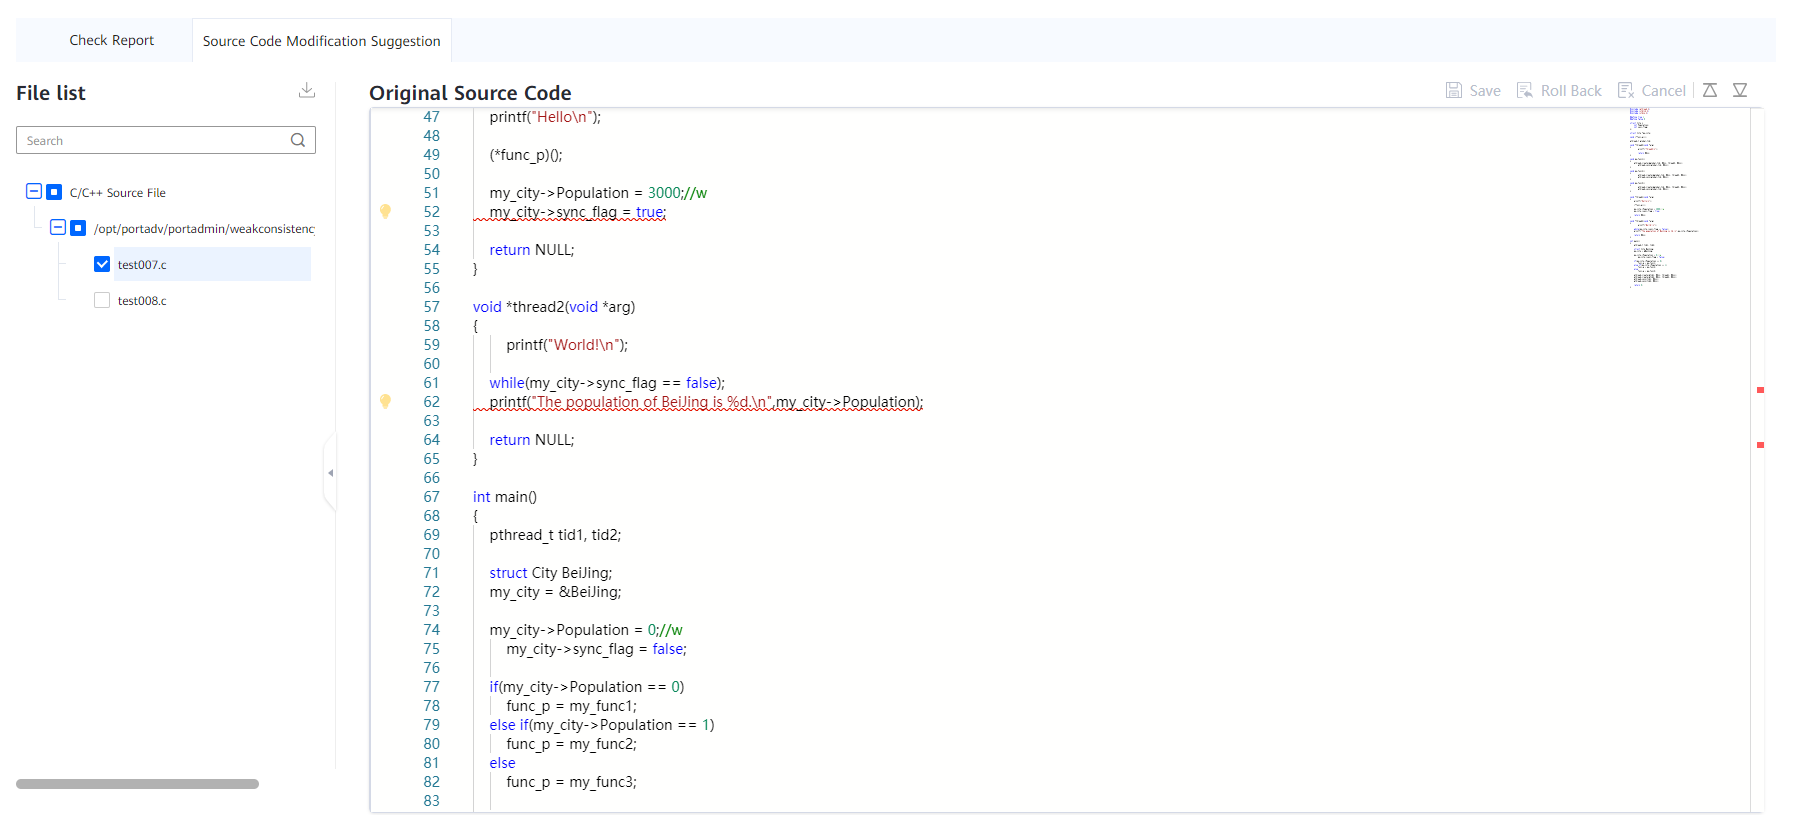 Check Report
Source Code Modification Suggestion
File list
Search
C/C++ Source File
/opt/portadv/portadmin/weakconsistency
test007.c
test008.c
Original Source Code
Save
Roll Back
Cancel
47 printf("Hello\n");
48
49 (*func_p)();
50
51 my_city->Population = 3000;//w
52 my_city->sync_flag = true;
53
54 return NULL;
55 }
56
57 void *thread2(void *arg)
58 {
59 printf("World!\n");
60
61 while(my_city->sync_flag == false);
62 printf("The population of BeiJing is %d.\n",my_city->Population);
63
64 return NULL;
65 }
66
67 int main()
68 {
69 pthread_t tid1, tid2;
70
71 struct City BeiJing;
72 my_city = &BeiJing;
73
74 my_city->Population = 0;//w
75 my_city->sync_flag = false;
76
77 if(my_city->Population == 0)
78 func_p = my_func1;
79 else if(my_city->Population == 1)
80 func_p = my_func2;
81 else
82 func_p = my_func3;
83